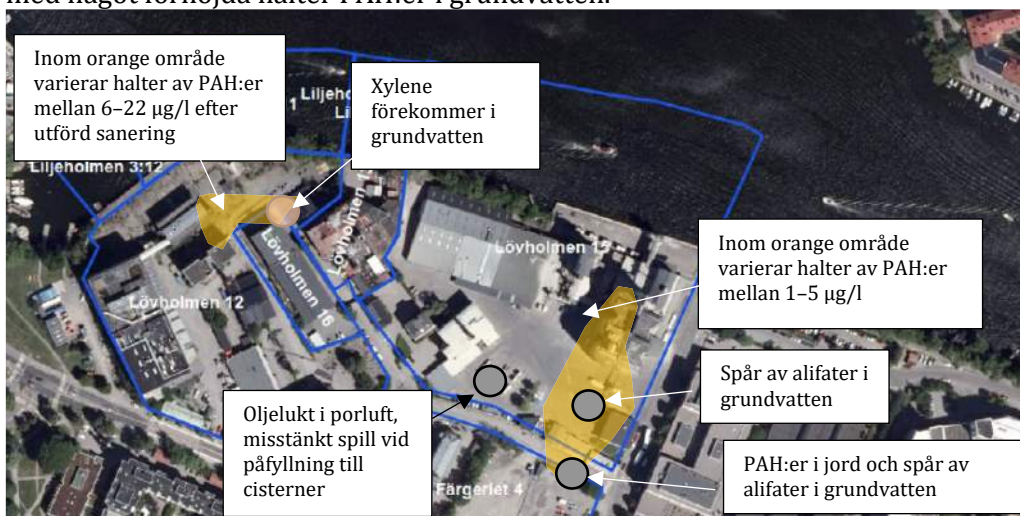 med något förhöjda halter PAH:er i grundvatten.
Inom orange område
varierar halter av PAH:er
mellan 6–22 µg/l efter
utförd sanering
Xylene
förekommer i
grundvatten
1
Liljeholmen 3:12
Lövholmen 12
Lövholmen 16
Lövholmen 15
Inom orange område
varierar halter av PAH:er
mellan 1–5 µg/l
Spår av alifater i
grundvatten
Oljelukt i porluft,
misstänkt spill vid
påfyllning till
cisterner
Färgeriet 4
PAH:er i jord och spår av
alifater i grundvatten